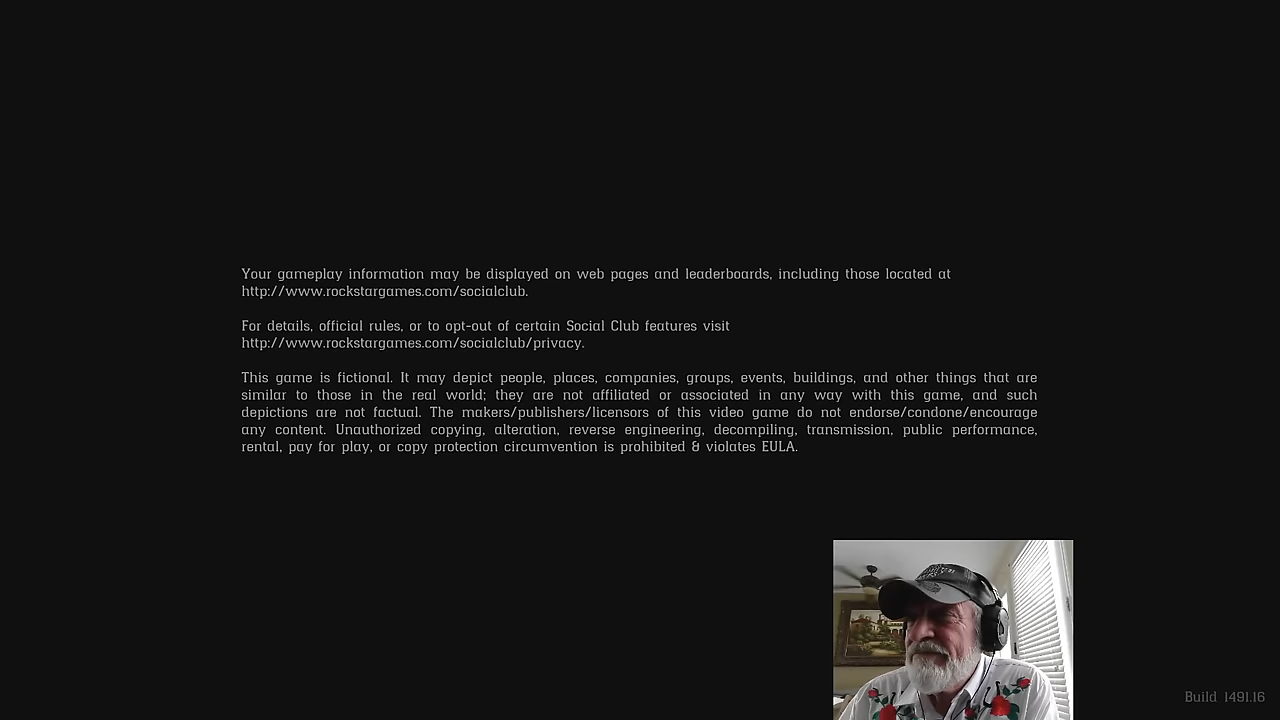 Your gameplay information may be displayed on web pages and leaderboards, including those located at
http://www.rockstargames.com/socialclub.
For details, official rules, or to opt-out of certain Social Club features visit
http://www.rockstargames.com/socialclub/privacy.
This game is fictional. It may depict people, places, companies, groups, events, buildings, and other things that are
similar to those in the real world; they are not affiliated or associated in any way with this game, and such
depictions are not factual. The makers/publishers/licensors of this video game do not endorse/condone/encourage
any content. Unauthorized copying, alteration, reverse engineering, decompiling, transmission, public performance,
rental, pay for play, or copy protection circumvention is prohibited & violates EULA.
Build 1491.16